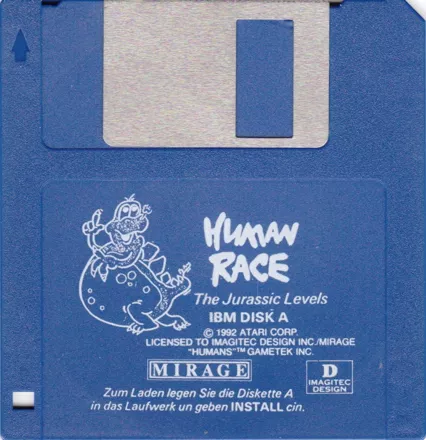 HUMAN
RACE
The Jurassic Levels
IBM DISK A
© 1992 ATARI CORP.
LICENSED TO IMAGITEC DESIGN INC./MIRAGE
"HUMANS"™ GAMETEK INC.
MIRAGE
D
IMAGITEC
DESIGN
Zum Laden legen Sie die Diskette A
in das Laufwerk un geben INSTALL cin.